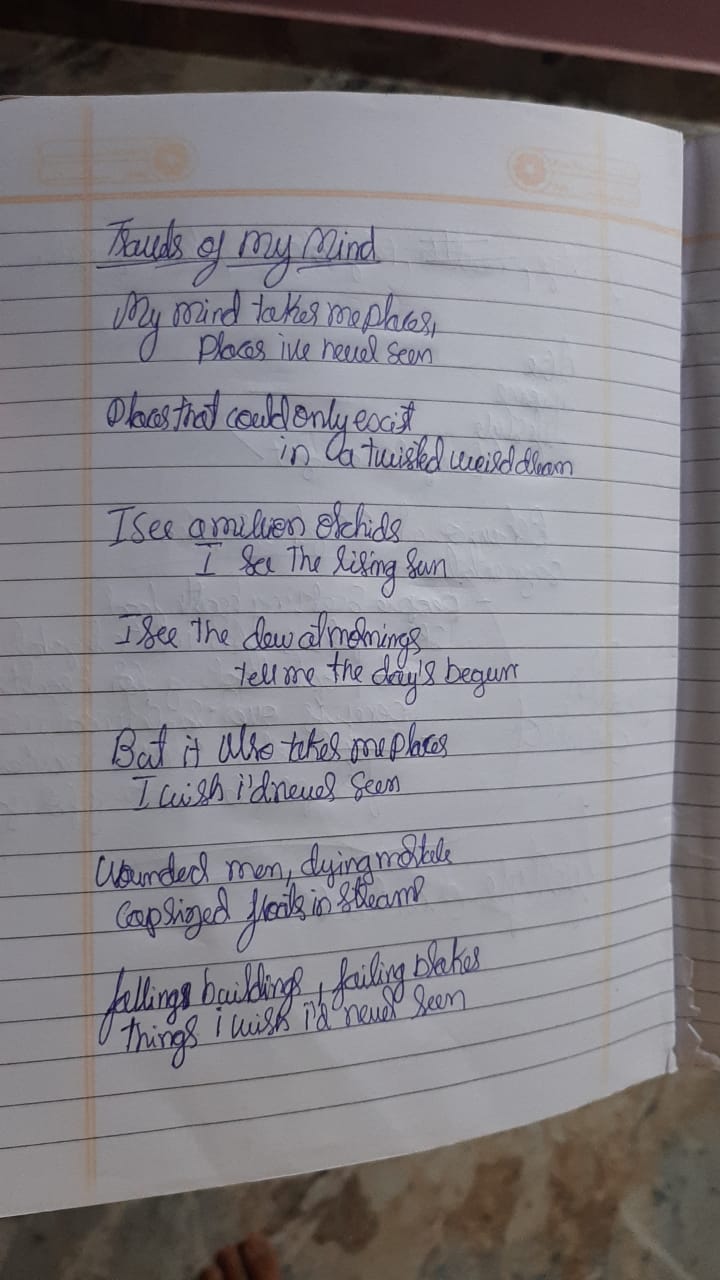 Frauds of my Mind
My mind takes me places,
Places ive never seen
Places that could only exist
in a twisted weird dream
I see a million orchids
I see The rising sun
I see the dew at mornings
tell me the day's begun
But it also takes me places
I wish i'd never seen
Wounded men, dying
Capsized floats in streams
fallings buildings, failing brakes
things i wish i'd never seen